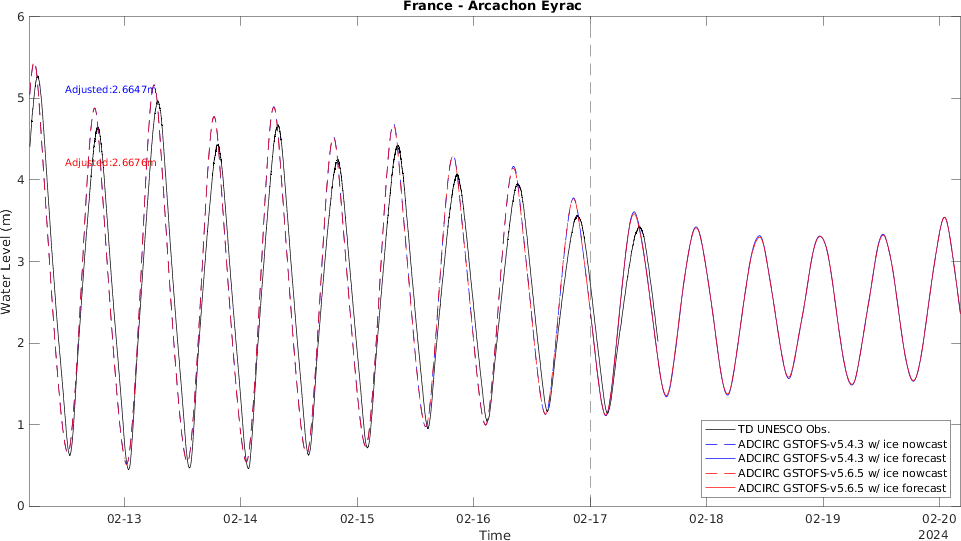 France - Arcachon Eyrac
6
5
4
3
2
1
0
Water Level (m)
Adjusted:2.6647m
Adjusted:2.6676m
TD UNESCO Obs.
ADCIRC GSTOFS-v5.4.3 w/ ice nowcast
ADCIRC GSTOFS-v5.4.3 w/ ice forecast
ADCIRC GSTOFS-v5.6.5 w/ ice nowcast
ADCIRC GSTOFS-v5.6.5 w/ ice forecast
02-13 02-14 02-15 02-16 02-17 02-18 02-19 02-20
Time
2024